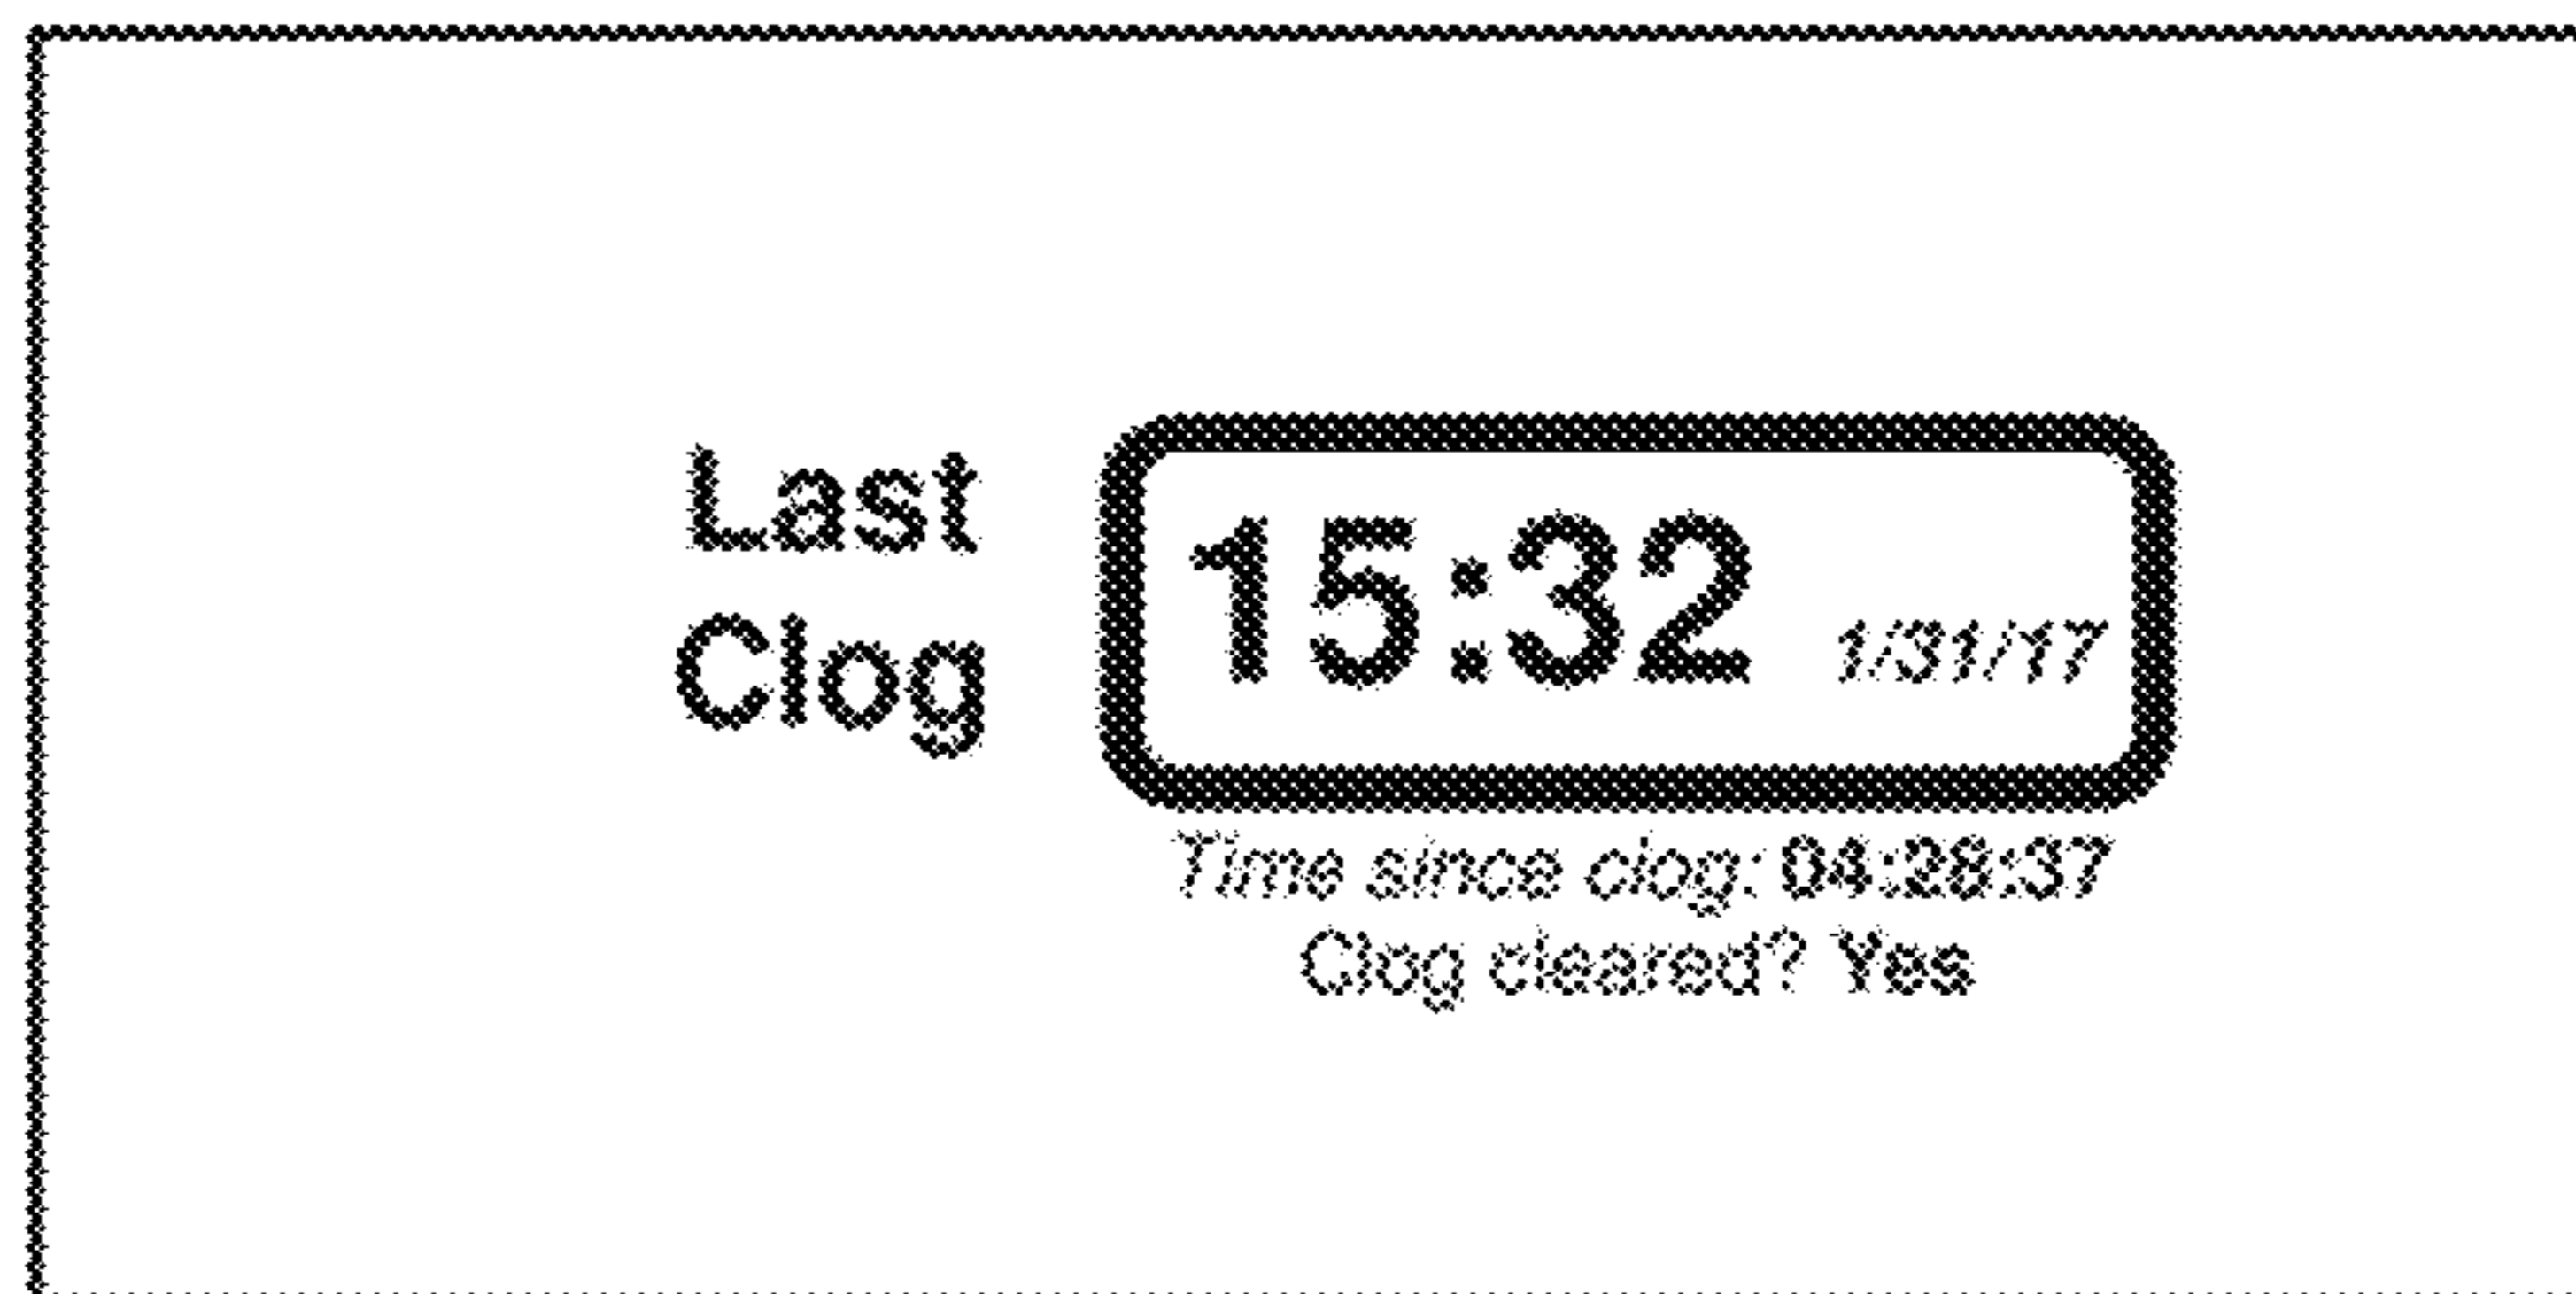 Last
Clog
15:32 1/31/17
Time since clog: 04:28:37
Clog cleared? Yes